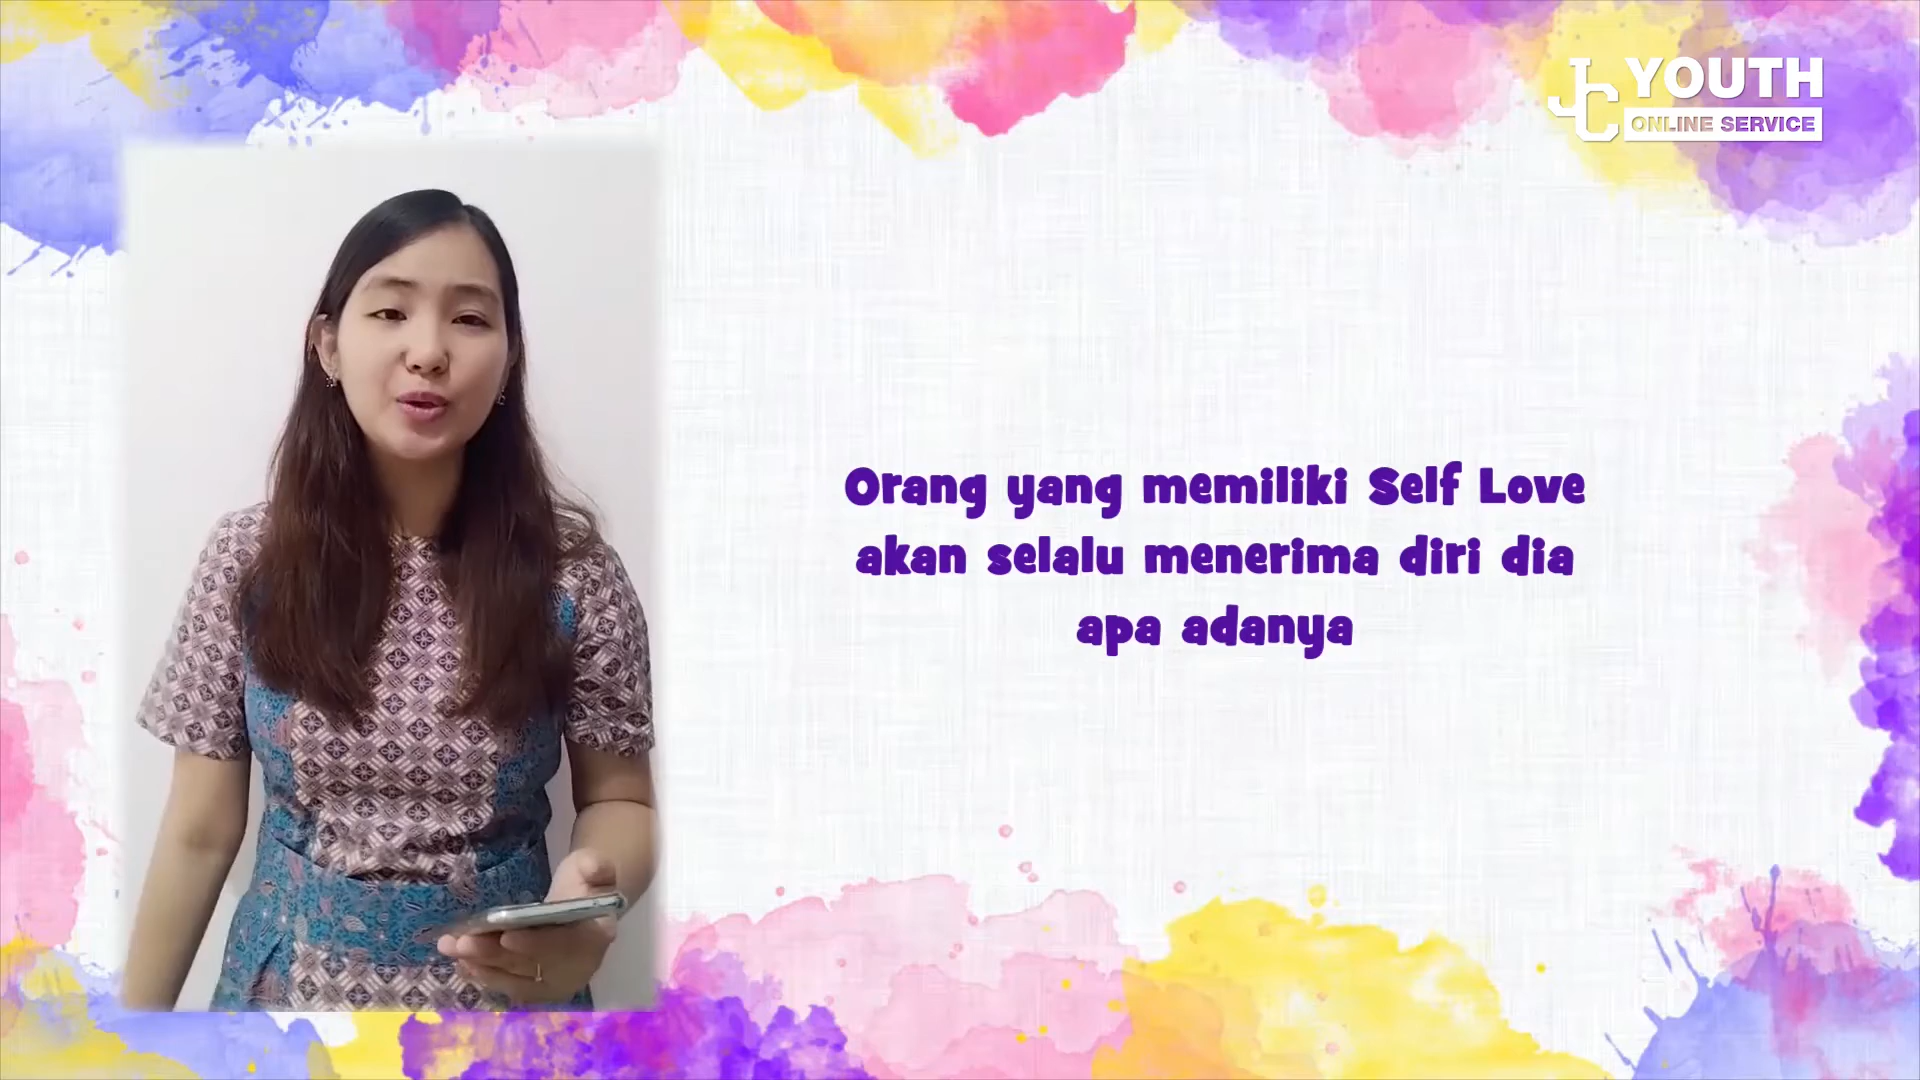 JC YOUTH
ONLINE SERVICE
Orang yang memiliki Self Love
akan selalu menerima diri dia
apa adanya